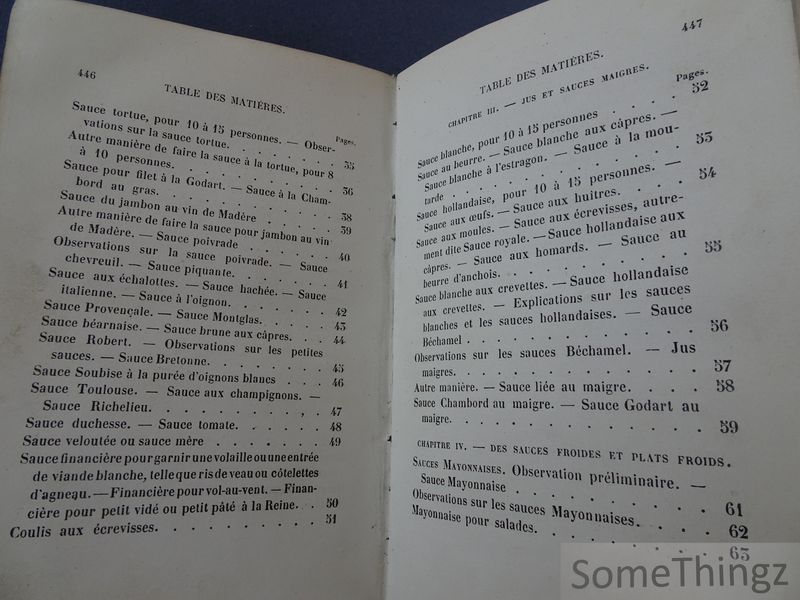 446
TABLE DES MATIÈRES.
Pages.
Sauce tortue, pour 10 à 15 personnes. — Obser-
vations sur la sauce tortue. . . . . . . 35
Autre manière de faire la sauce à la tortue, pour 8
à 10 personnes. . . . . . . . . . 36
Sauce pour filet à la Godart. — Sauce à la Cham-
bord au gras. . . . . . . . . . . 38
Sauce du jambon au vin de Madère . . . . . 39
Autre manière de faire la sauce pour jambon au vin
de Madère. — Sauce poivrade . . . . . . 40
Observations sur la sauce poivrade. — Sauce
chevreuil. — Sauce piquante. . . . . . . 41
Sauce aux échalottes. — Sauce hachée. — Sauce
italienne. — Sauce à l'oignon. . . . . . . 42
Sauce Provençale. — Sauce Montglas. . . . . 43
Sauce béarnaise. — Sauce brune aux câpres. . . 44
Sauce Robert. — Observations sur les petites
sauces. — Sauce Bretonne. . . . . . . . 45
Sauce Soubise à la purée d'oignons blancs . . . 46
Sauce Toulouse. — Sauce aux champignons. —
Sauce Richelieu. . . . . . . . . . . 47
Sauce duchesse. — Sauce tomate. . . . . . 48
Sauce veloutée ou sauce mère . . . . . . . 49
Sauce financière pour garnir une volaille ou une entrée
de viande blanche, telle que ris de veau ou côtelettes
d'agneau. — Financière pour vol-au-vent. — Finan-
cière pour petit vidé ou petit pâté à la Reine. . 50
Coulis aux écrevisses. . . . . . . . . . 51
447
TABLE DES MATIÈRES.
CHAPITRE III. — JUS ET SAUCES MAIGRES.
Pages.
Sauce blanche, pour 10 à 15 personnes . . . . 52
Sauce au beurre. — Sauce blanche aux câpres. —
Sauce blanche à l'estragon. — Sauce à la mou-
tarde . . . . . . . . . . . . . 53
Sauce hollandaise, pour 10 à 15 personnes. —
Sauce aux œufs. — Sauce aux huîtres. . . . . 54
Sauce aux moules. — Sauce aux écrevisses, autre-
ment dite Sauce royale. — Sauce hollandaise aux
câpres. — Sauce aux homards. — Sauce au
beurre d'anchois. . . . . . . . . . . 55
Sauce blanche aux crevettes. — Sauce hollandaise
aux crevettes. — Explications sur les sauces
blanches et les sauces hollandaises. — Sauce
Béchamel . . . . . . . . . . . . 56
Observations sur les sauces Béchamel. — Jus
maigres. . . . . . . . . . . . . 57
Autre manière. — Sauce liée au maigre. . . . 58
Sauce Chambord au maigre. — Sauce Godart au
maigre. . . . . . . . . . . . . 59
CHAPITRE IV. — DES SAUCES FROIDES ET PLATS FROIDS.
SAUCES MAYONNAISES. Observation préliminaire. —
Sauce Mayonnaise . . . . . . . . . . 61
Observations sur les sauces Mayonnaises. . . . 62
Mayonnaise pour salades. . . . . . . . . 63
SomeThingz